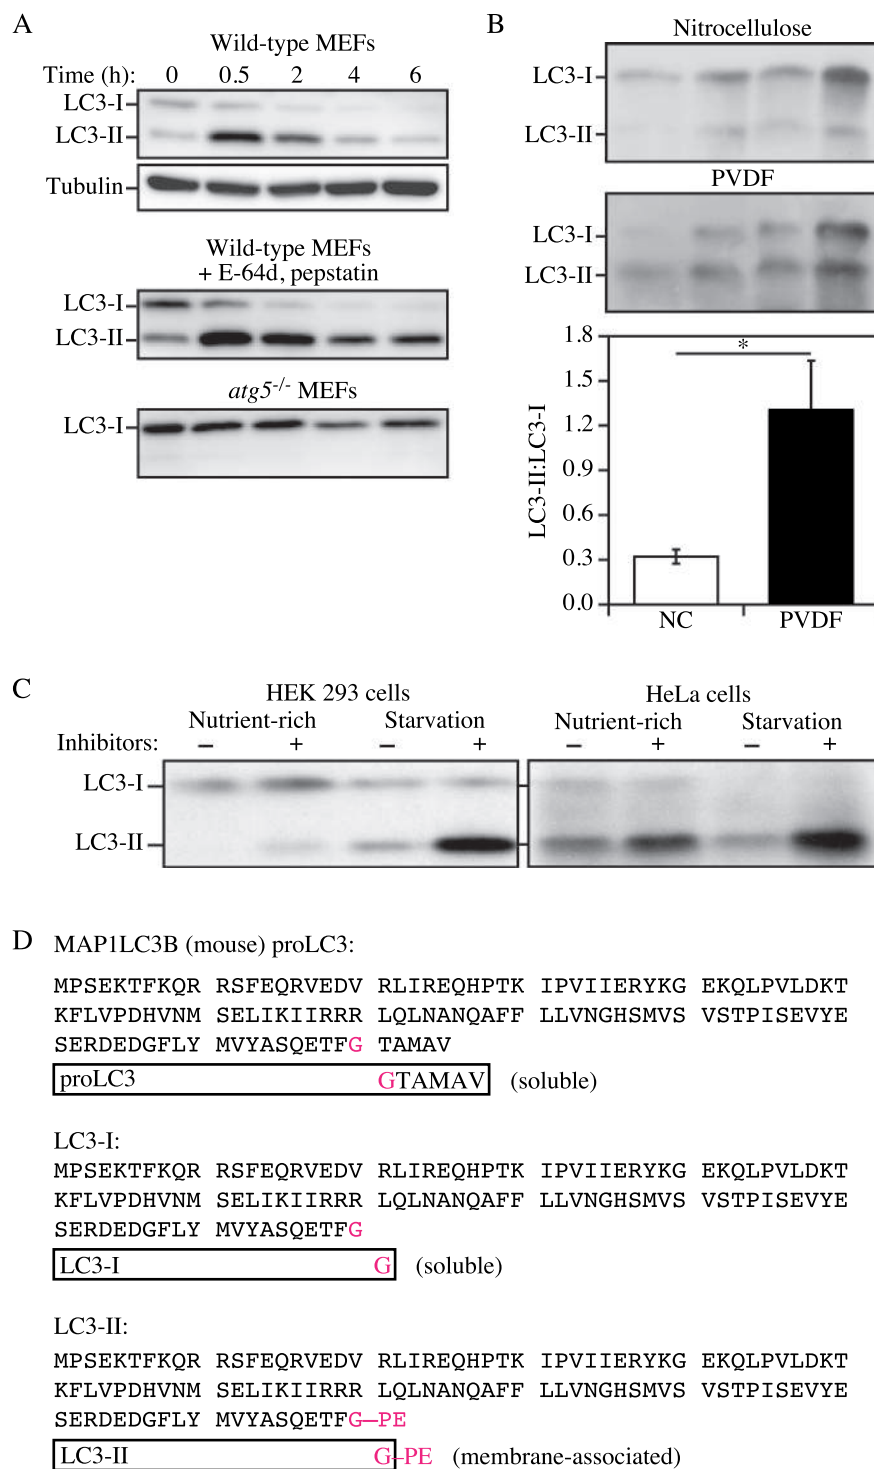 A
Wild-type MEFs
Time (h): 0 0.5 2 4 6
LC3-I
LC3-II
Tubulin
Wild-type MEFs
+ E-64d, pepstatin
LC3-I
LC3-II
atg5-/- MEFs
LC3-I
B
Nitrocellulose
LC3-I
LC3-II
PVDF
LC3-I
LC3-II
1.8
*
1.5
1.2
0.9
0.6
0.3
0.0
LC3-II:LC3-I
NC PVDF
C
HEK 293 cells HeLa cells
Nutrient-rich Starvation Nutrient-rich Starvation
Inhibitors: – + – + – + – +
LC3-I
LC3-II
D
MAP1LC3B (mouse) proLC3:
MPSEKTFKQR RSFEQRVEDV RLIREQHPTK IPVIIERYKG EKQLPVLDKT
KFLVPDHVNM SELIKIIRRR LQLNANQAFF LLVNGHSMVS VSTPISEVYE
SERDEDGFLY MVYASQETFG TAMAV
proLC3 GTAMAV (soluble)
LC3-I:
MPSEKTFKQR RSFEQRVEDV RLIREQHPTK IPVIIERYKG EKQLPVLDKT
KFLVPDHVNM SELIKIIRRR LQLNANQAFF LLVNGHSMVS VSTPISEVYE
SERDEDGFLY MVYASQETFG
LC3-I G (soluble)
LC3-II:
MPSEKTFKQR RSFEQRVEDV RLIREQHPTK IPVIIERYKG EKQLPVLDKT
KFLVPDHVNM SELIKIIRRR LQLNANQAFF LLVNGHSMVS VSTPISEVYE
SERDEDGFLY MVYASQETFG–PE
LC3-II G–PE (membrane-associated)